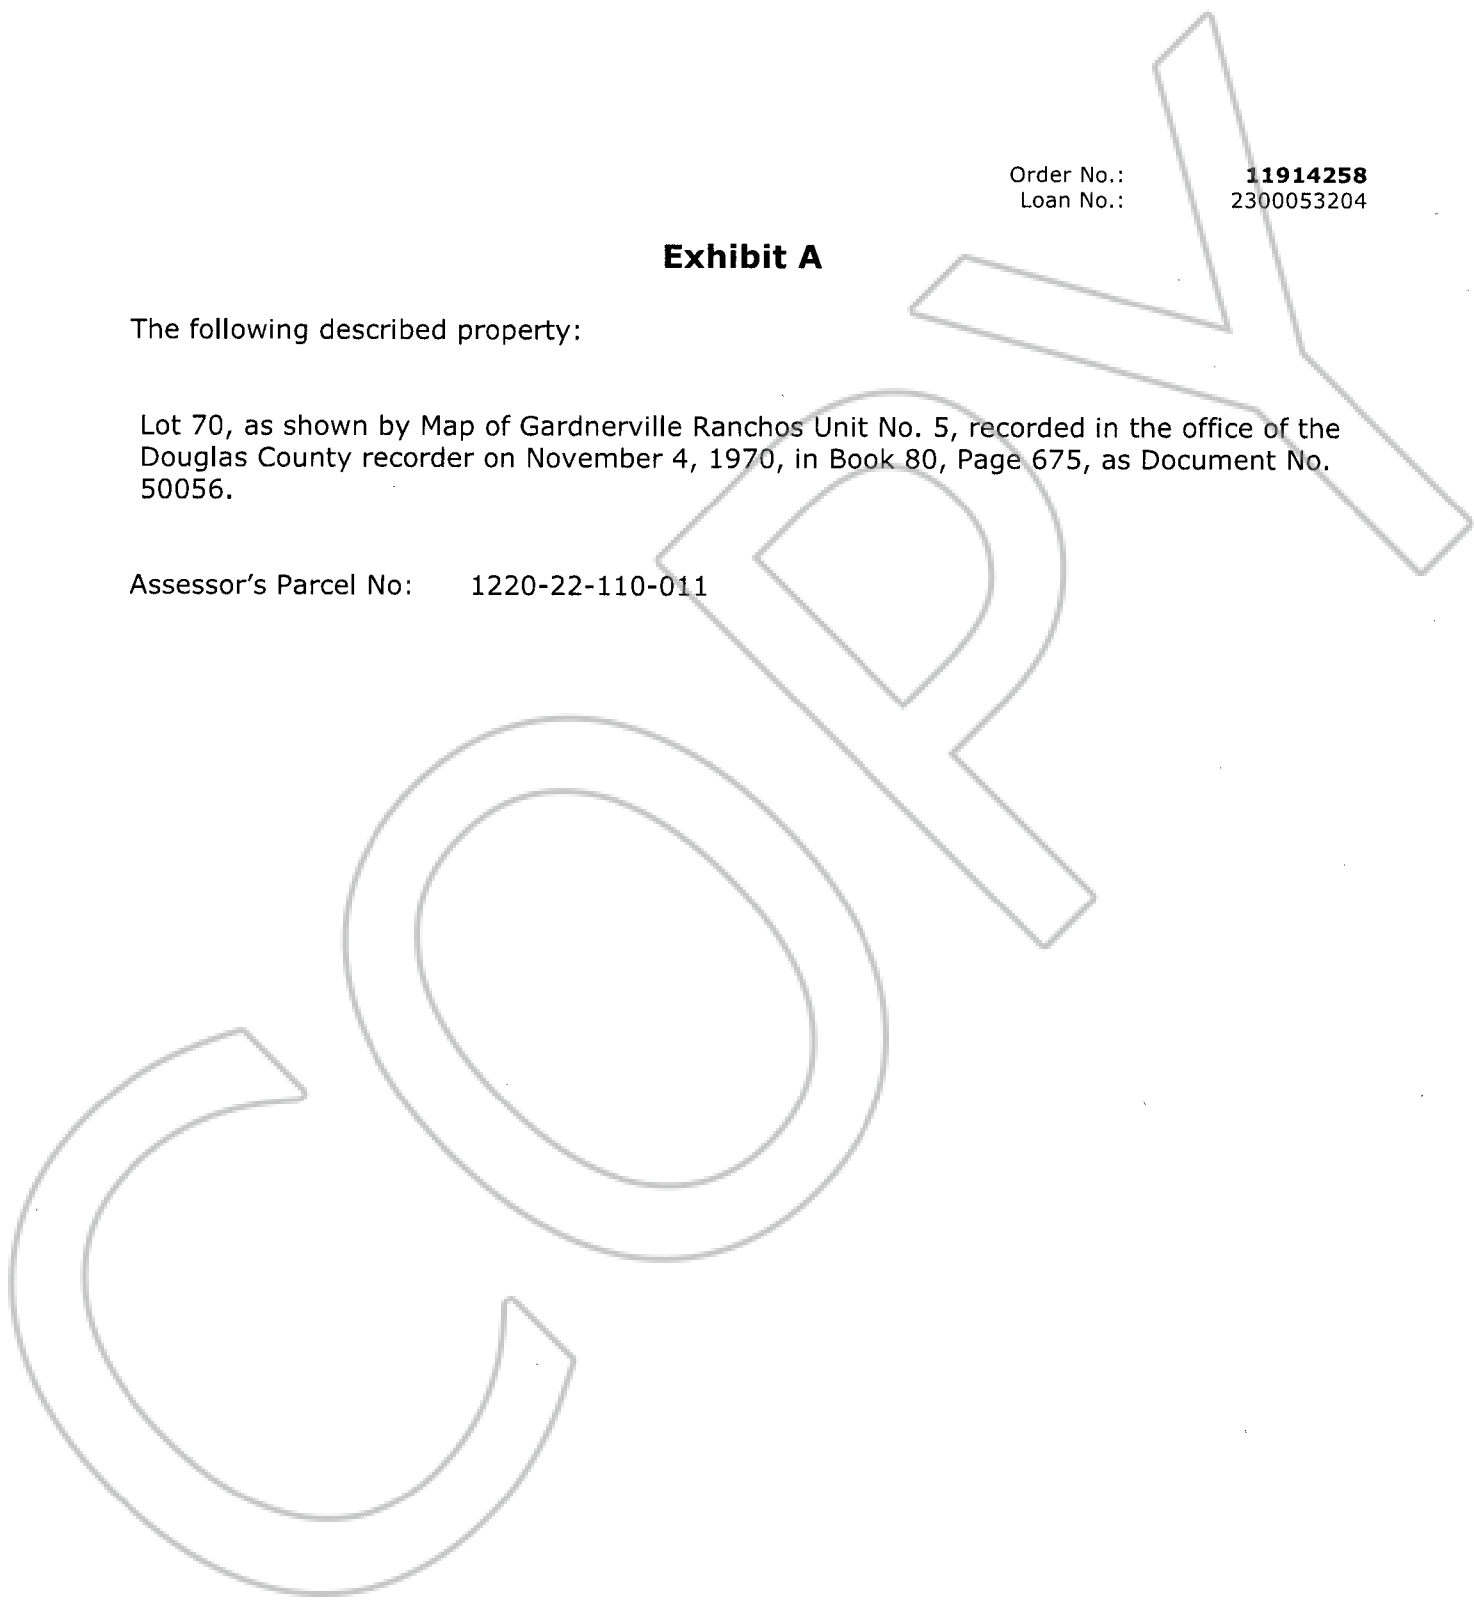 Order No.: 11914258
Loan No.: 2300053204
Exhibit A
The following described property:
Lot 70, as shown by Map of Gardnerville Ranchos Unit No. 5, recorded in the office of the
Douglas County recorder on November 4, 1970, in Book 80, Page 675, as Document No.
50056.
Assessor's Parcel No: 1220-22-110-011
COPY